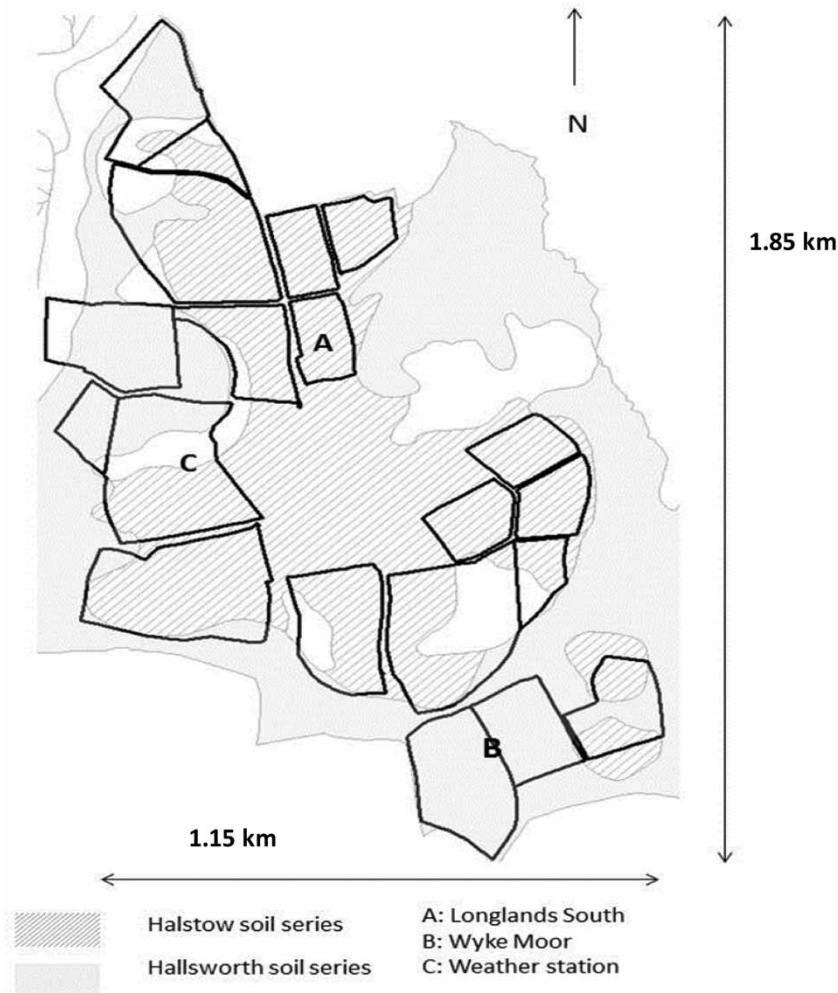 N
1.85 km
A
C
B
1.15 km
Halstow soil series
Hallsworth soil series
A: Longlands South
B: Wyke Moor
C: Weather station